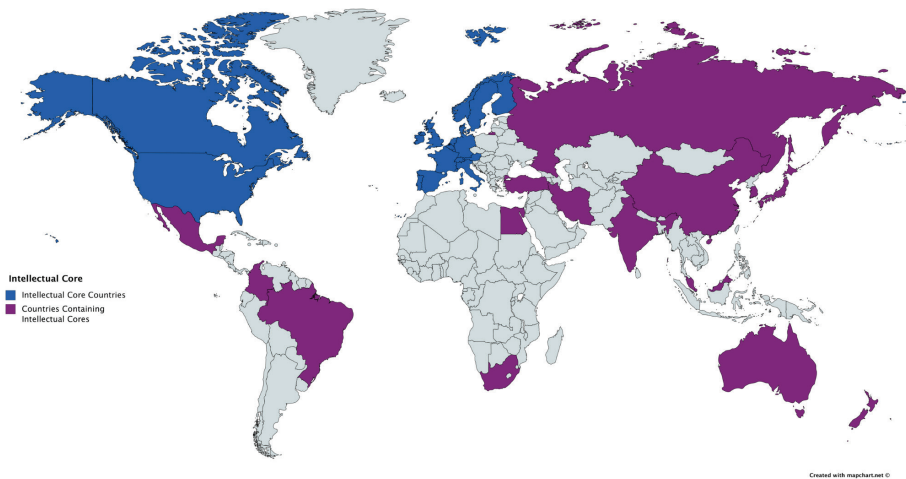 Intellectual Core
Intellectual Core Countries
Countries Containing
Intellectual Cores
Created with mapchart.net ©